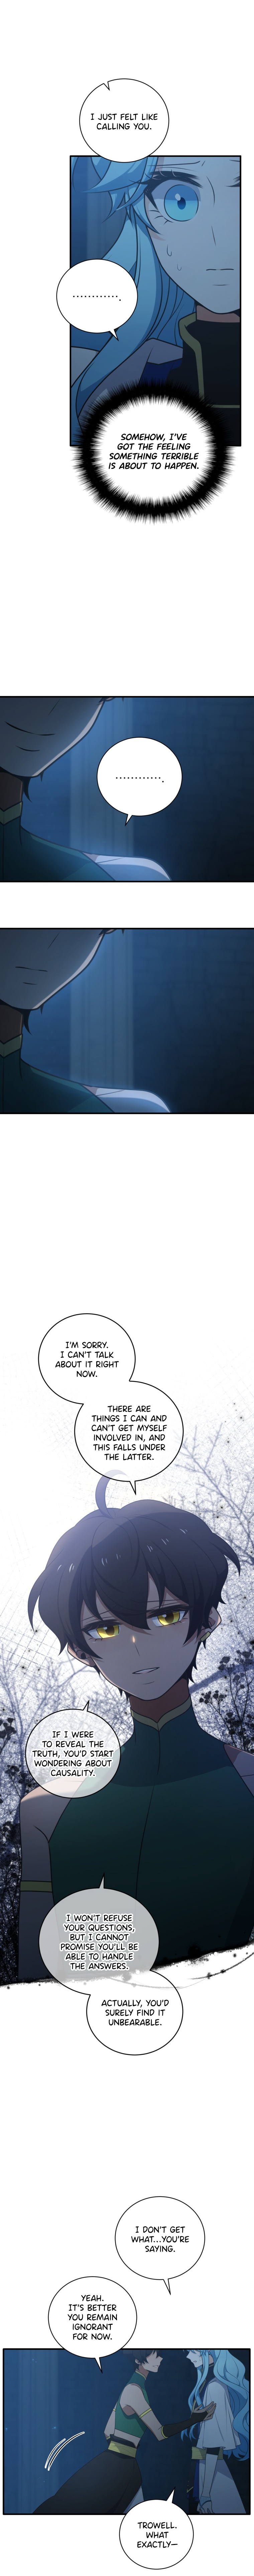 I JUST FELT LIKE
CALLING YOU.
.............
SOMEHOW, I'VE
GOT THE FEELING
SOMETHING TERRIBLE
IS ABOUT TO HAPPEN.
.............
I'M SORRY.
I CAN'T TALK
ABOUT IT RIGHT
NOW.
THERE ARE
THINGS I CAN AND
CAN'T GET MYSELF
INVOLVED IN, AND
THIS FALLS UNDER
THE LATTER.
IF I WERE
TO REVEAL THE
TRUTH, YOU'D START
WONDERING ABOUT
CAUSALITY.
I WON'T REFUSE
YOUR QUESTIONS,
BUT I CANNOT
PROMISE YOU'LL BE
ABLE TO HANDLE
THE ANSWERS.
ACTUALLY, YOU'D
SURELY FIND IT
UNBEARABLE.
I DON'T GET
WHAT...YOU'RE
SAYING.
YEAH.
IT'S BETTER
YOU REMAIN
IGNORANT
FOR NOW.
TROWELL.
WHAT
EXACTLY—